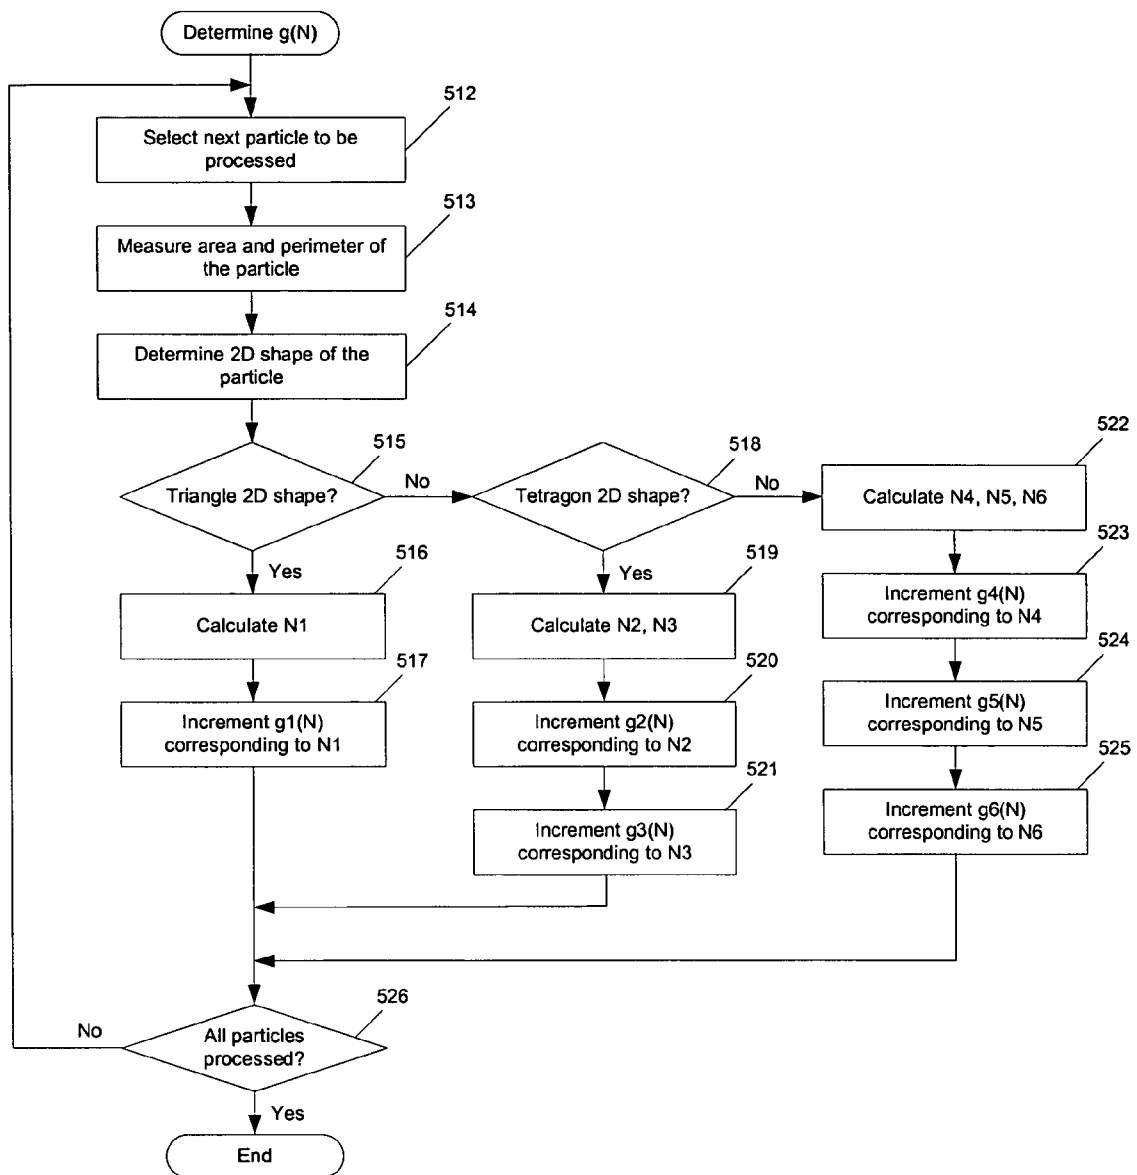 Determine g(N)
512
Select next particle to be
processed
513
Measure area and perimeter of
the particle
514
Determine 2D shape of the
particle
515
Triangle 2D shape?
No
518
Tetragon 2D shape?
No
522
Calculate N4, N5, N6
Yes
516
Calculate N1
517
Increment g1(N)
corresponding to N1
Yes
519
Calculate N2, N3
520
Increment g2(N)
corresponding to N2
521
Increment g3(N)
corresponding to N3
523
Increment g4(N)
corresponding to N4
524
Increment g5(N)
corresponding to N5
525
Increment g6(N)
corresponding to N6
526
All particles
processed?
No
Yes
End